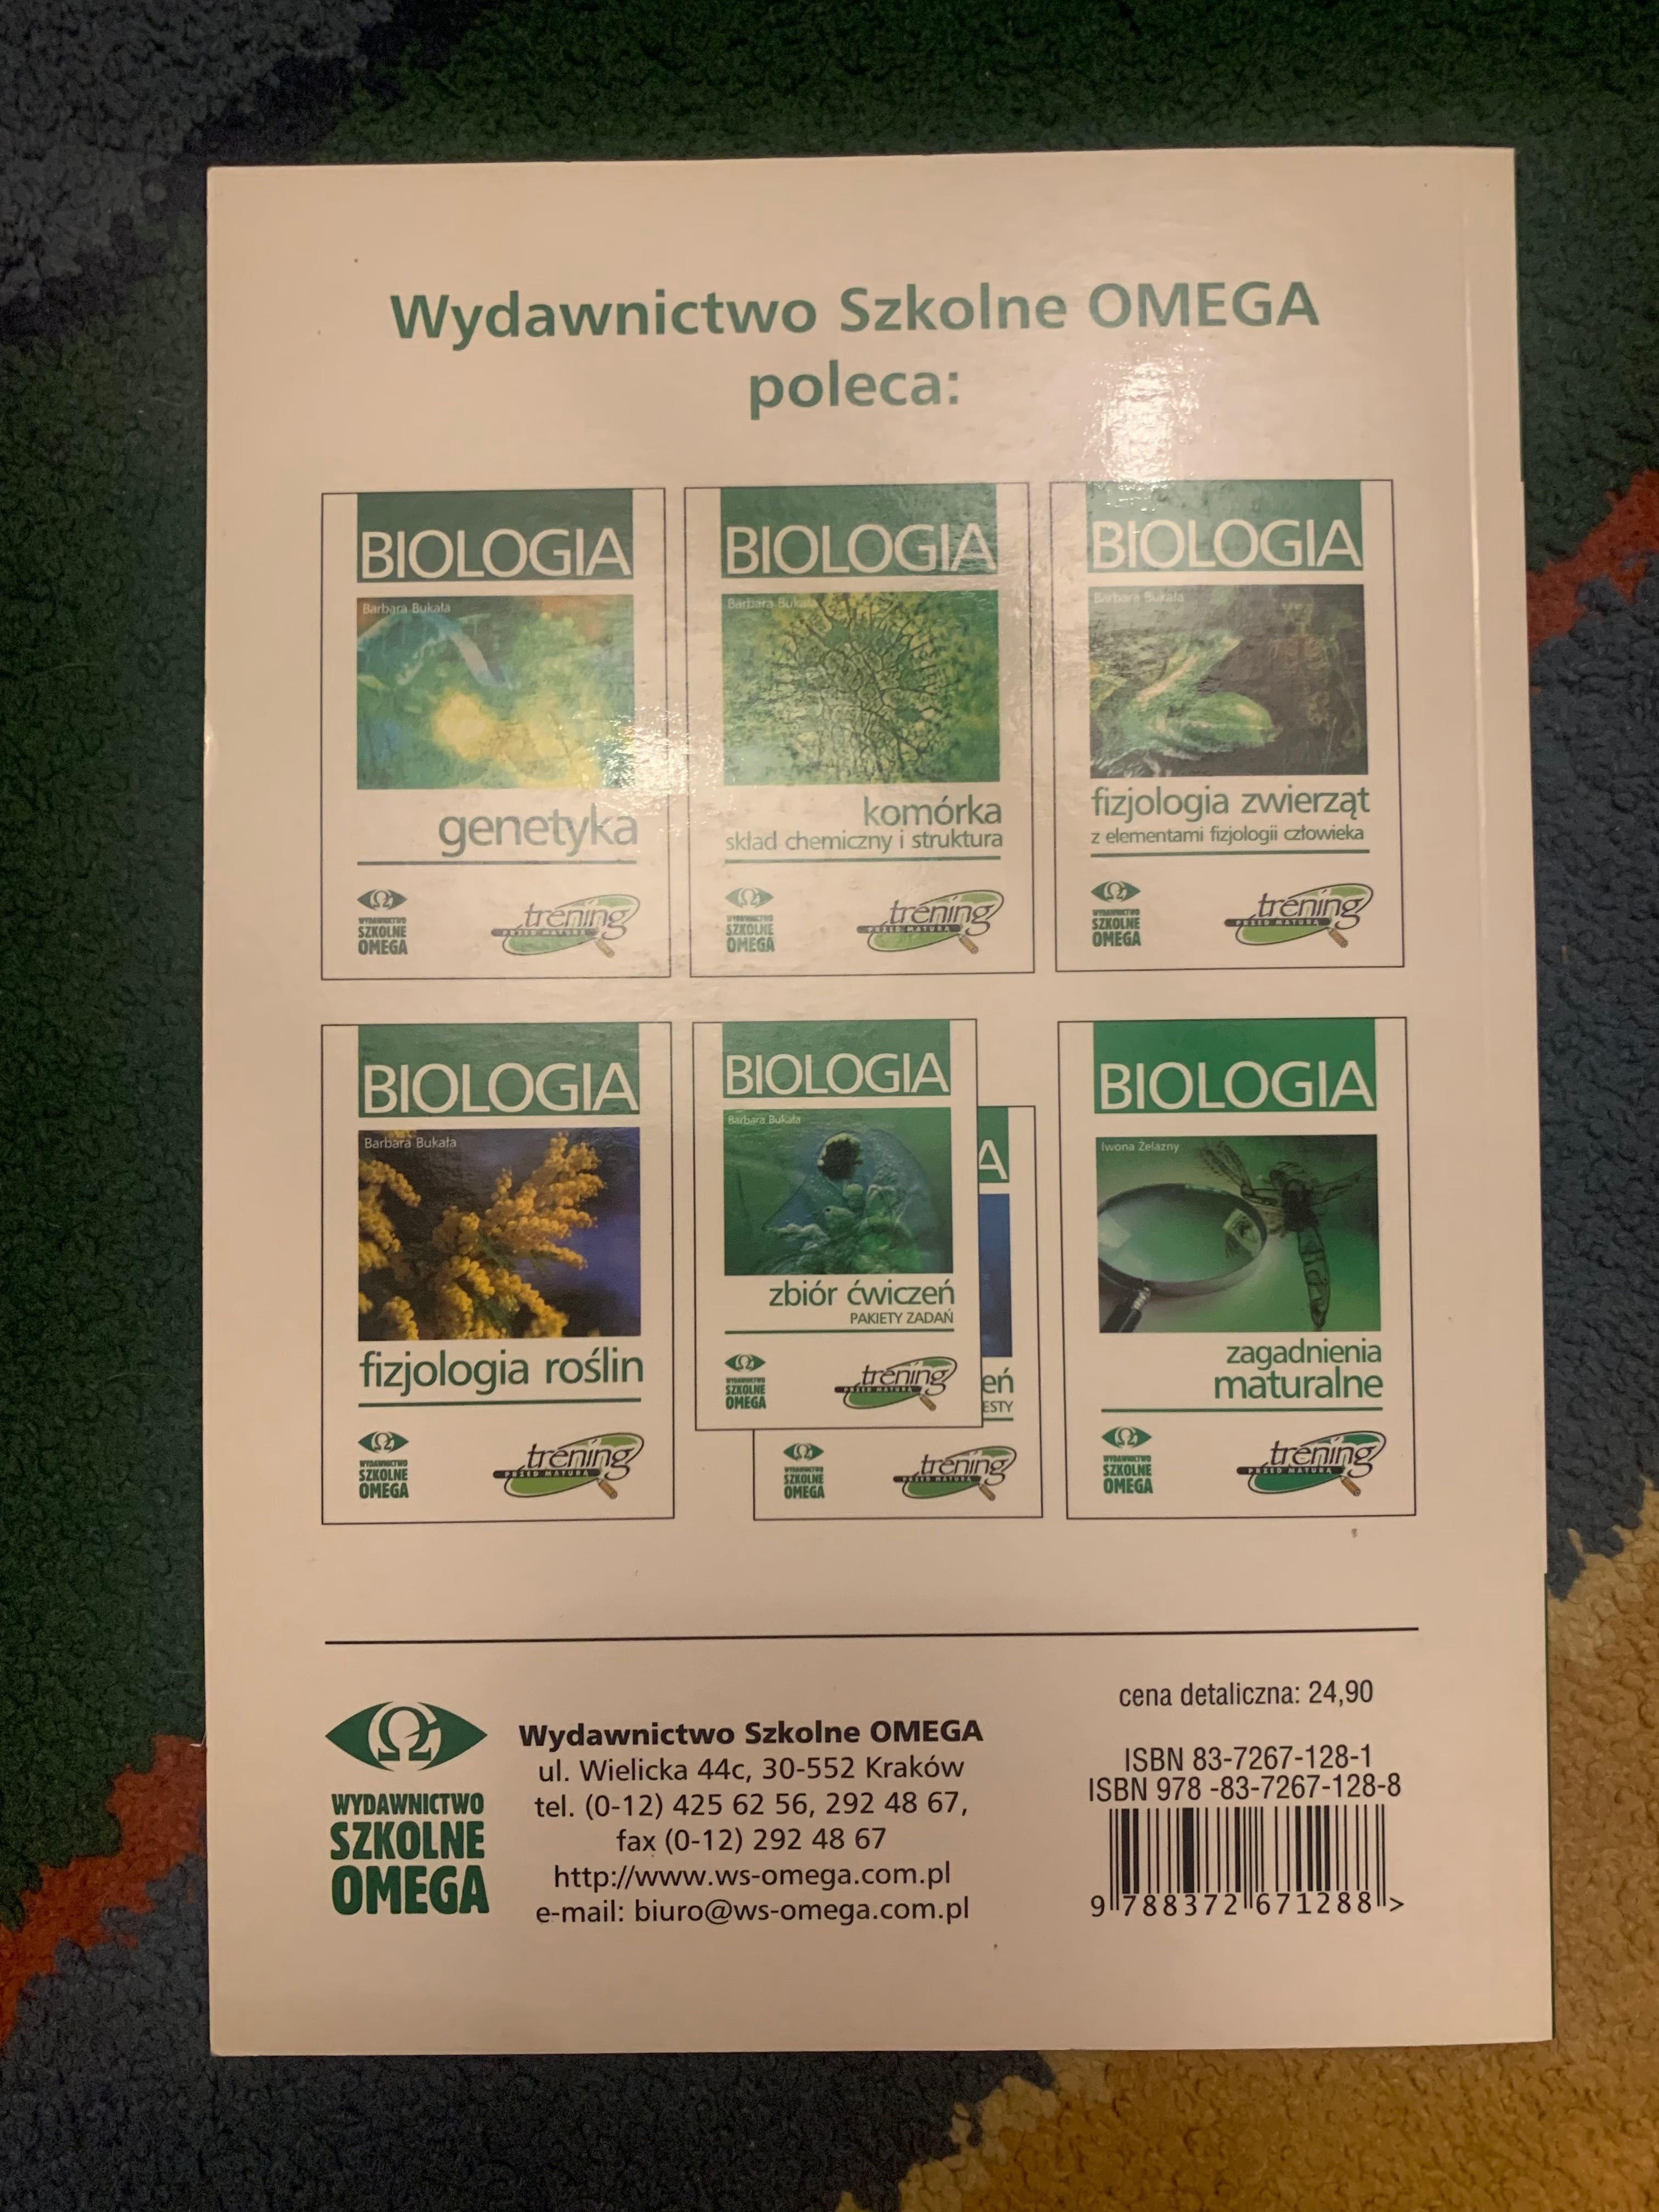 Wydawnictwo Szkolne OMEGA
poleca:
BIOLOGIA
Barbara Bukała
genetyka
WYDAWNICTWO
SZKOLNE
OMEGA
trening
PRZED MATURĄ
BIOLOGIA
Barbara Bukała
komórka
skład chemiczny i struktura
WYDAWNICTWO
SZKOLNE
OMEGA
trening
PRZED MATURĄ
BIOLOGIA
Barbara Bukała
fizjologia zwierząt
z elementami fizjologii człowieka
WYDAWNICTWO
SZKOLNE
OMEGA
trening
PRZED MATURĄ
BIOLOGIA
Barbara Bukała
fizjologia roślin
WYDAWNICTWO
SZKOLNE
OMEGA
trening
PRZED MATURĄ
BIOLOGIA
Barbara Bukała
zbiór ćwiczeń
PAKIETY ZADAŃ
WYDAWNICTWO
SZKOLNE
OMEGA
trening
PRZED MATURĄ
A
eń
ESTY
WYDAWNICTWO
SZKOLNE
OMEGA
trening
PRZED MATURĄ
BIOLOGIA
Iwona Żelazny
zagadnienia
maturalne
WYDAWNICTWO
SZKOLNE
OMEGA
trening
PRZED MATURĄ
Ω
WYDAWNICTWO
SZKOLNE
OMEGA
Wydawnictwo Szkolne OMEGA
ul. Wielicka 44c, 30-552 Kraków
tel. (0-12) 425 62 56, 292 48 67,
fax (0-12) 292 48 67
http://www.ws-omega.com.pl
e-mail: biuro@ws-omega.com.pl
cena detaliczna: 24,90
ISBN 83-7267-128-1
ISBN 978 -83-7267-128-8
9 788372 671288 >